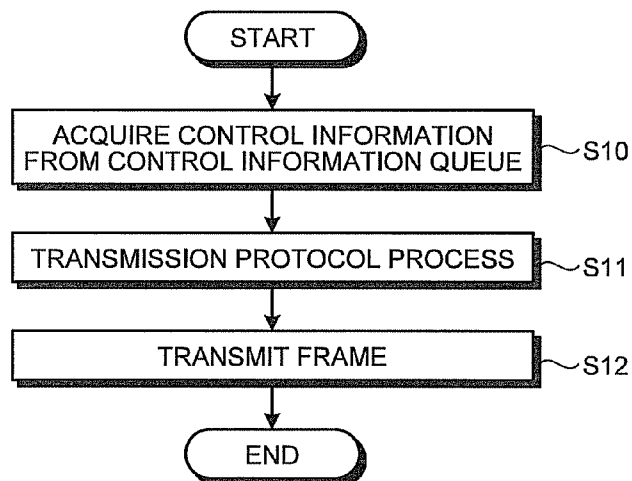 START
ACQUIRE CONTROL INFORMATION
FROM CONTROL INFORMATION QUEUE
S10
TRANSMISSION PROTOCOL PROCESS
S11
TRANSMIT FRAME
S12
END